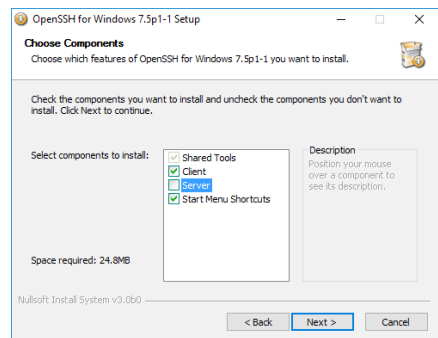 OpenSSH for Windows 7.5p1-1 Setup
Choose Components
Choose which features of OpenSSH for Windows 7.5p1-1 you want to install.
Check the components you want to install and uncheck the components you don't want to
install. Click Next to continue.
Select components to install:
Shared Tools
Client
Server
Start Menu Shortcuts
Description
Position your mouse
over a component to
see its description.
Space required: 24.8MB
Nullsoft Install System v3.0b0
< Back
Next >
Cancel